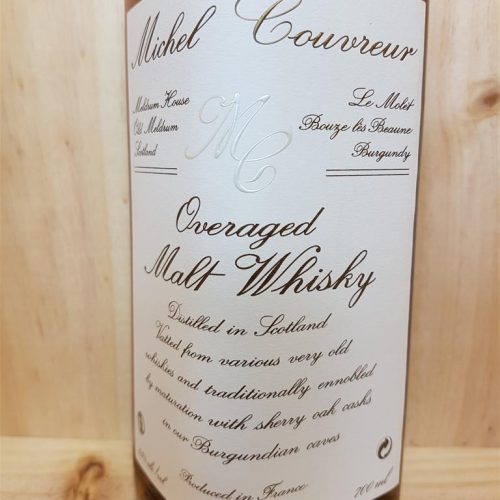 Michel Couvreur
Meldrum House
Old Meldrum
Scotland
MC
Le Molet
Bouze lès Beaune
Burgundy
Overaged
Malt Whisky
Distilled in Scotland
Vatted from various very old
whiskies and traditionally ennobled
by maturation with sherry oak casks
in our Burgundian caves
Produced in France
700 ml